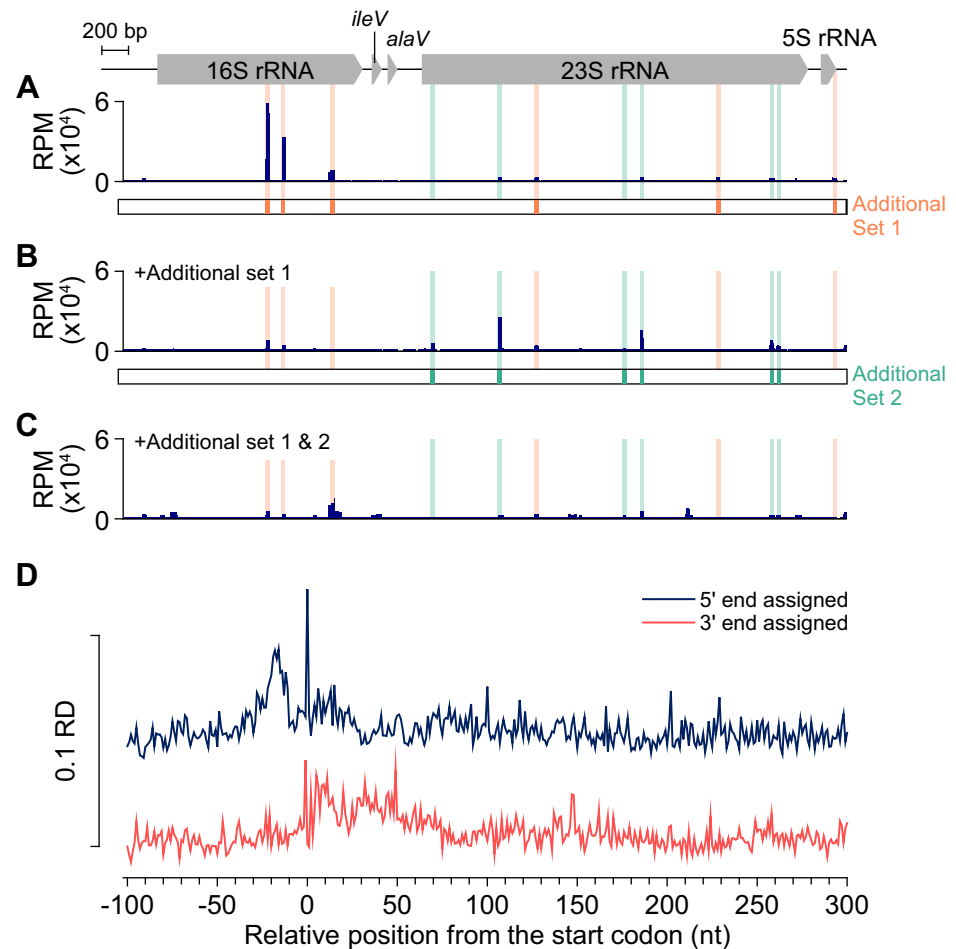 200 bp
ileV
alaV
5S rRNA
16S rRNA
23S rRNA
A
RPM
(x10⁴)
6
0
Additional
Set 1
B
RPM
(x10⁴)
6
0
+Additional set 1
Additional
Set 2
C
RPM
(x10⁴)
6
0
+Additional set 1 & 2
D
5' end assigned
3' end assigned
0.1 RD
-100 -50 0 50 100 150 200 250 300
Relative position from the start codon (nt)